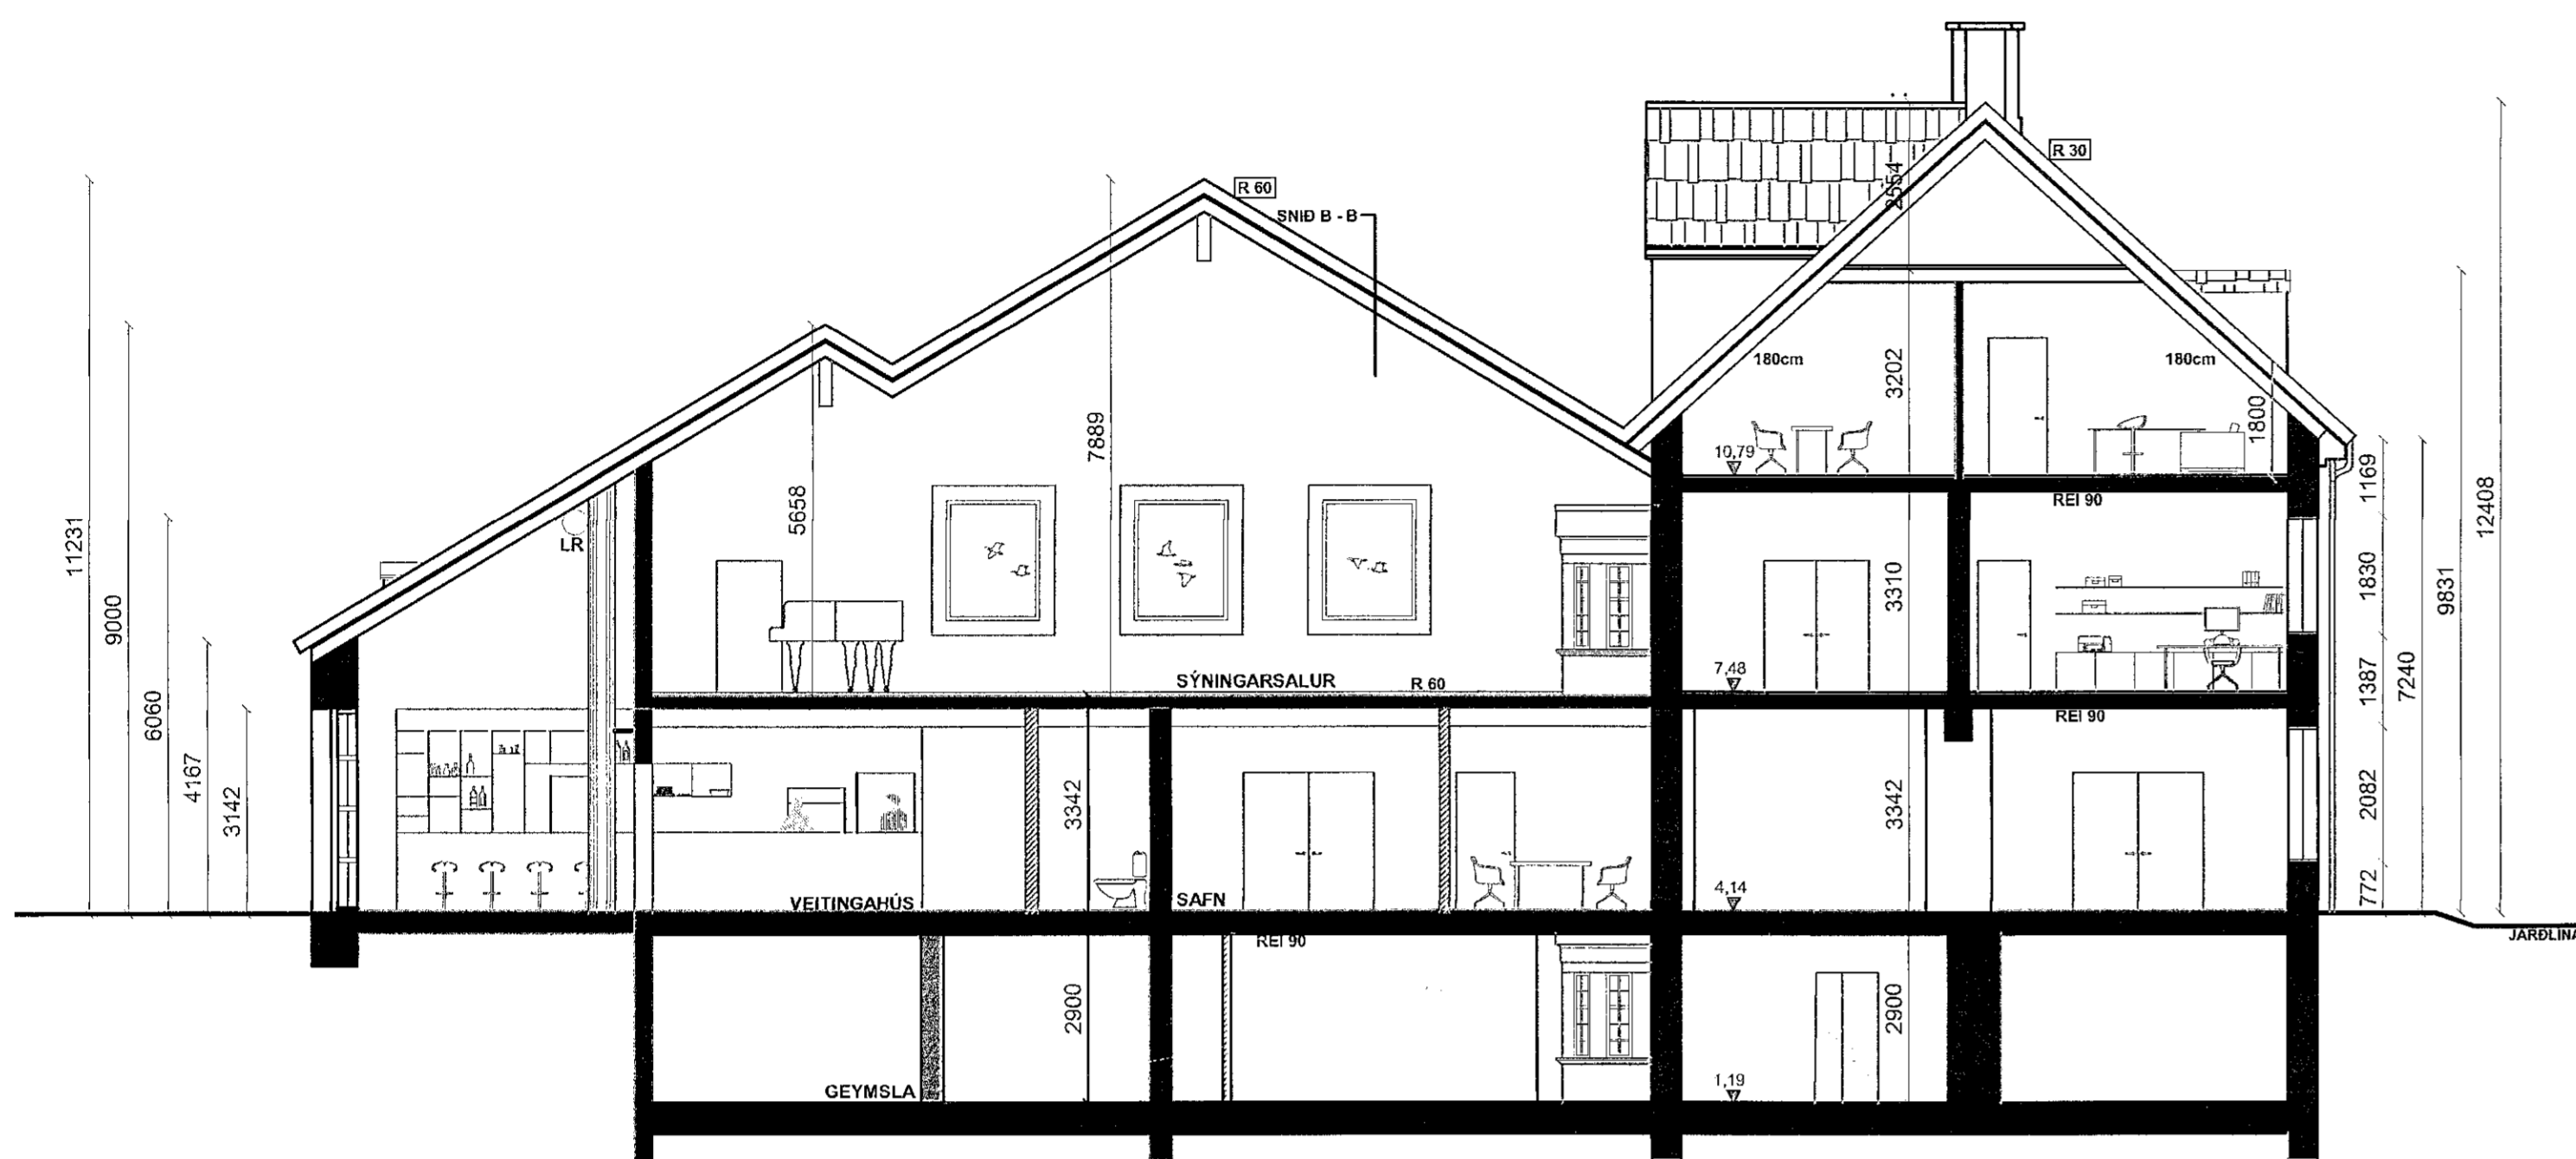 R 30
2554
R 60
SNIÐ B - B
180cm
180cm
3202
1800
7889
10,79
1169
12408
REI 90
5658
11231
LR
9000
3310
1830
9831
7,48
SÝNINGARSALUR
R 60
1387
7240
6060
REI 90
4167
3142
3342
3342
2082
4,14
772
VEITINGAHÚS
SAFN
JARÐLÍNA
REI 90
2900
2900
1,19
GEYMSLA